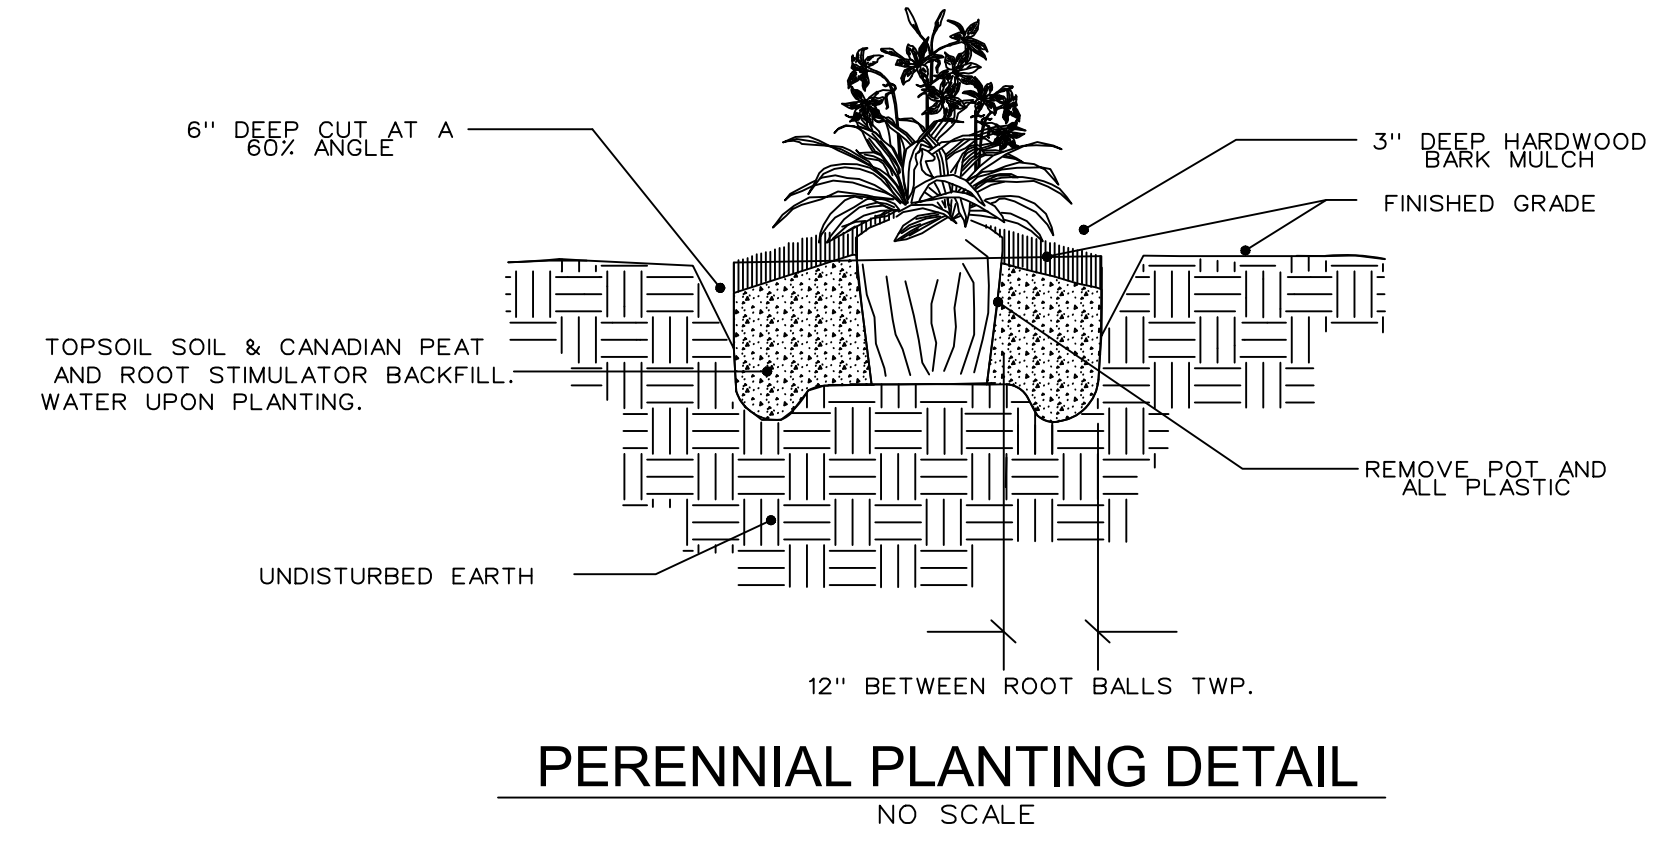 6" DEEP CUT AT A
60% ANGLE
3" DEEP HARDWOOD
BARK MULCH
FINISHED GRADE
TOPSOIL SOIL & CANADIAN PEAT
AND ROOT STIMULATOR BACKFILL.
WATER UPON PLANTING.
REMOVE POT AND
ALL PLASTIC
UNDISTURBED EARTH
12" BETWEEN ROOT BALLS TWP.
PERENNIAL PLANTING DETAIL
NO SCALE